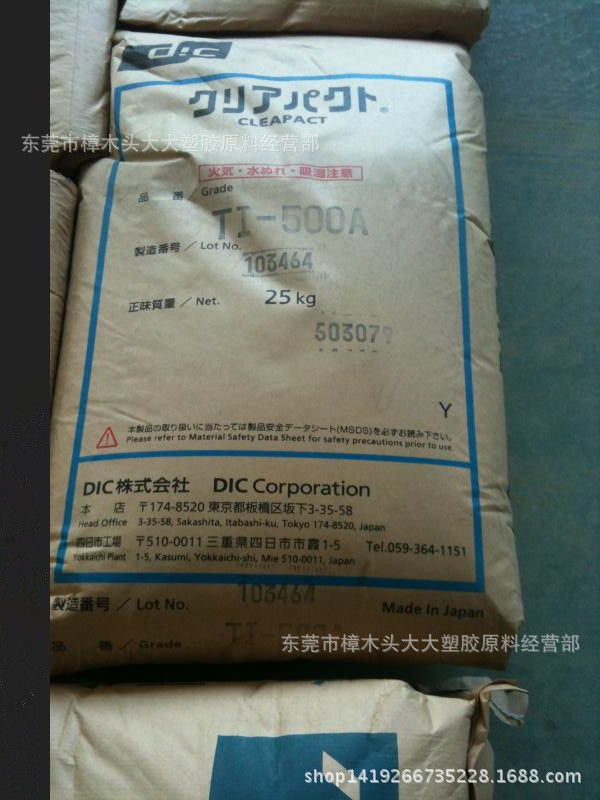 DIC
クリアパクト®
CLEAPACT
东莞市樟木头大大塑胶原料经营部
火気・水ぬれ・吸湿注意
品 番 / Grade
TI-500A
製造番号 / Lot No.
103464
正味質量 / Net. 25kg
503079
Y
本製品の取り扱いに当たっては製品安全データシート(MSDS)を必ずお読み下さい。
Please refer to Material Safety Data Sheet for safety precautions prior to use.
DIC株式会社 DIC Corporation
本 店 〒174-8520 東京都板橋区坂下3-35-58
Head Office 3-35-58, Sakashita, Itabashi-ku, Tokyo 174-8520, Japan
四日市工場 〒510-0011 三重県四日市市霞1-5 Tel.059-364-1151
Yokkaichi Plant 1-5, Kasumi, Yokkaichi-shi, Mie 510-0011, Japan
103464
製造番号 / Lot No. Made In Japan
TI-500A
品 番 / Grade
东莞市樟木头大大塑胶原料经营部
shop1419266735228.1688.com